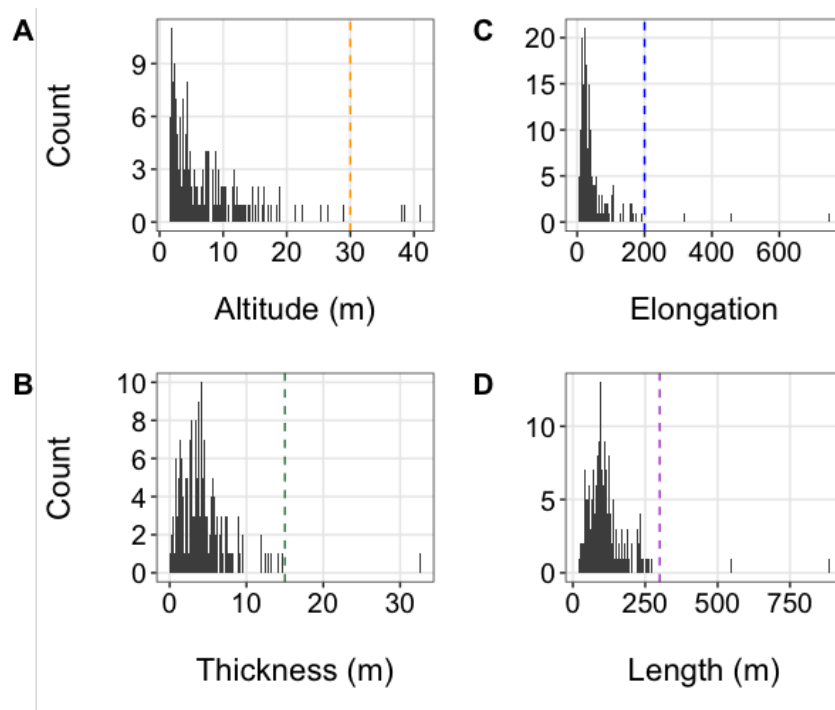 A
Count
9
6
3
0
0 10 20 30 40
Altitude (m)
C
20
15
10
5
0
0 200 400 600
Elongation
B
Count
10
8
6
4
2
0
0 10 20 30
Thickness (m)
D
10
5
0
0 250 500 750
Length (m)